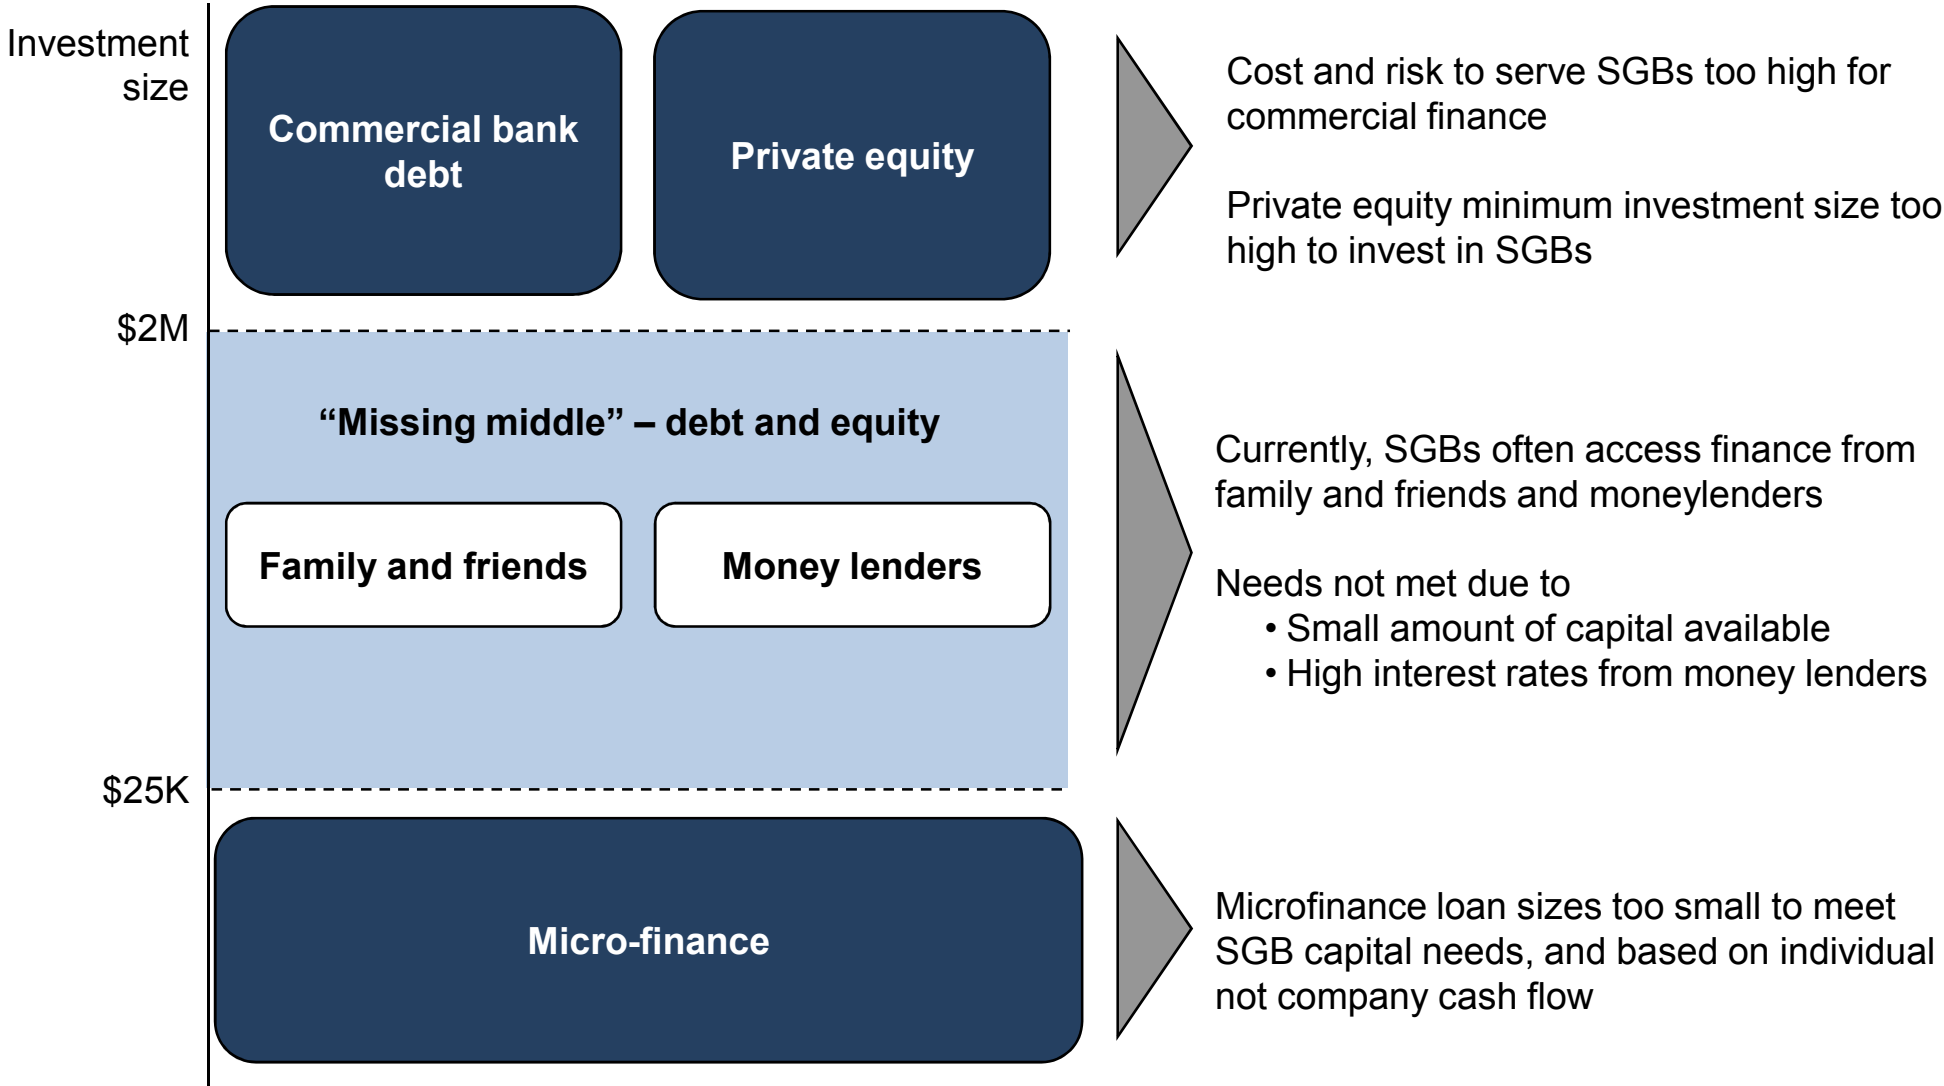 Investment
size
Commercial bank
debt
Private equity
Cost and risk to serve SGBs too high for
commercial finance
Private equity minimum investment size too
high to invest in SGBs
$2M
“Missing middle” – debt and equity
Family and friends
Money lenders
Currently, SGBs often access finance from
family and friends and moneylenders
Needs not met due to
• Small amount of capital available
• High interest rates from money lenders
$25K
Micro-finance
Microfinance loan sizes too small to meet
SGB capital needs, and based on individual
not company cash flow